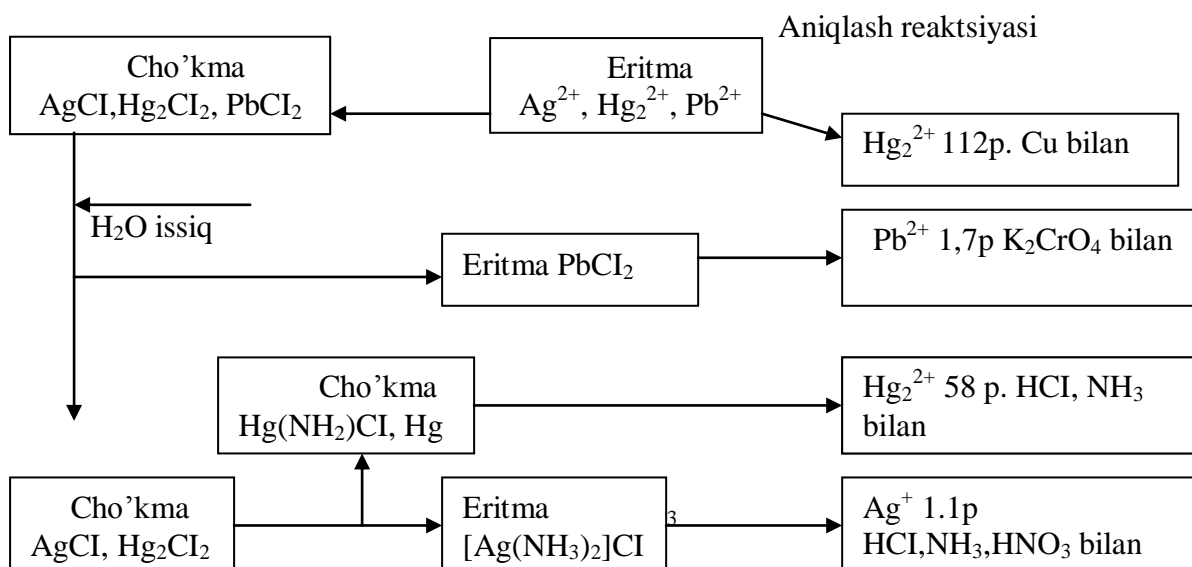 Aniqlash reaktsiyasi
Cho’kma
AgCI,Hg₂CI₂, PbCI₂
Eritma
Ag²⁺, Hg₂²⁺, Pb²⁺
Hg₂²⁺ 112p. Cu bilan
H₂O issiq
Eritma PbCI₂
Pb²⁺ 1,7p K₂CrO₄ bilan
Cho’kma
Hg(NH₂)CI, Hg
Hg₂²⁺ 58 p. HCI, NH₃
bilan
Cho’kma
AgCI, Hg₂CI₂
Eritma
[Ag(NH₃)₂]CI
3
Ag⁺ 1.1p
HCI,NH₃,HNO₃ bilan